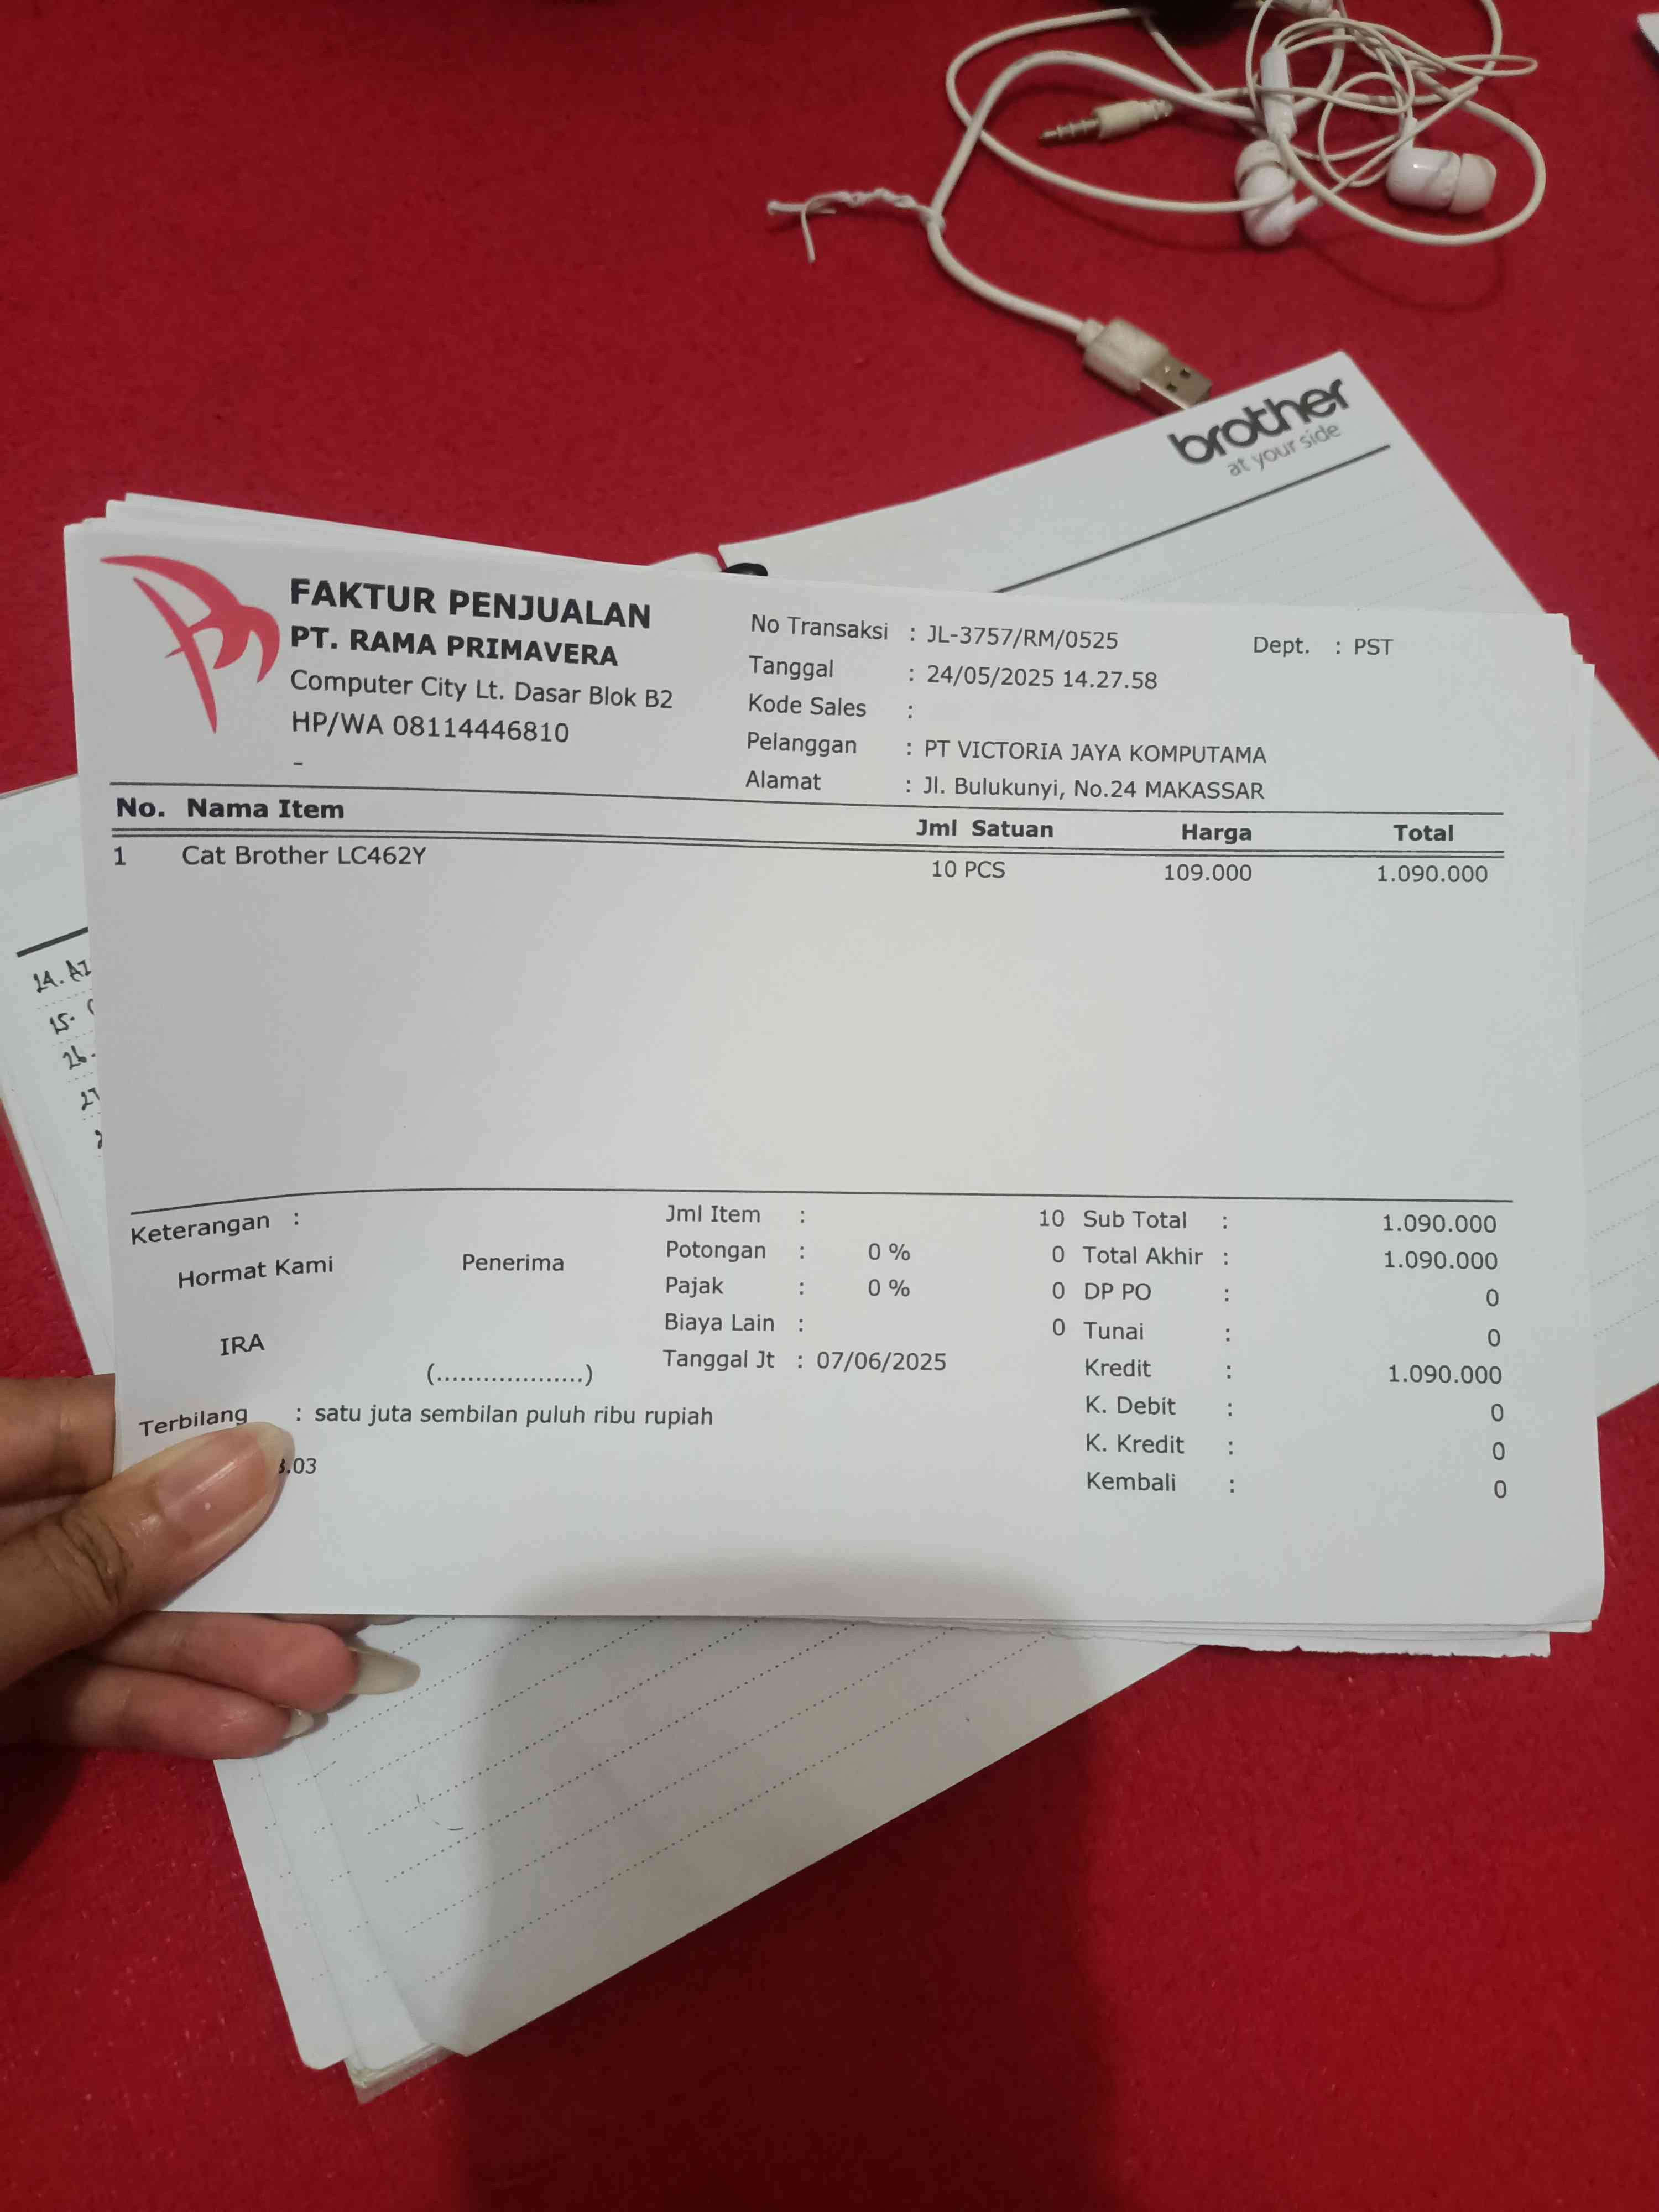 brother
at your side
FAKTUR PENJUALAN
PT. RAMA PRIMAVERA
Computer City Lt. Dasar Blok B2
HP/WA 08114446810
-
No Transaksi : JL-3757/RM/0525 Dept. : PST
Tanggal : 24/05/2025 14.27.58
Kode Sales :
Pelanggan : PT VICTORIA JAYA KOMPUTAMA
Alamat : Jl. Bulukunyi, No.24 MAKASSAR
No. Nama Item Jml Satuan Harga Total
1 Cat Brother LC462Y 10 PCS 109.000 1.090.000
15.
26.
27
Keterangan :
Hormat Kami Penerima
IRA
(...................)
Jml Item : 10
Potongan : 0 % 0
Pajak : 0 % 0
Biaya Lain : 0
Tanggal Jt : 07/06/2025
Sub Total : 1.090.000
Total Akhir : 1.090.000
DP PO : 0
Tunai : 0
Kredit : 1.090.000
K. Debit : 0
K. Kredit : 0
Kembali : 0
Terbilang : satu juta sembilan puluh ribu rupiah
.03